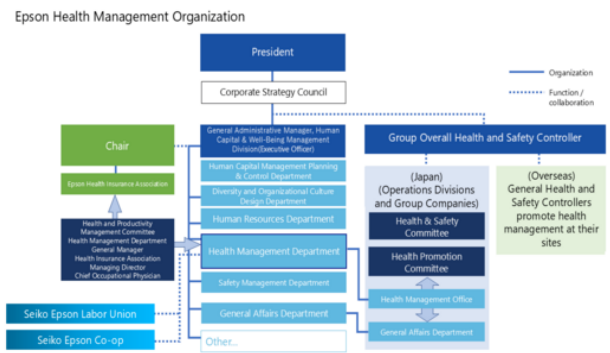 Epson Health Management Organization
President
Corporate Strategy Council
Organization
Function /
collaboration
Chair
General Administrative Manager, Human
Capital & Well-Being Management
Division(Executive Officer)
Group Overall Health and Safety Controller
Human Capital Management Planning
& Control Department
Epson Health Insurance Association
Diversity and Organizational Culture
Design Department
Human Resources Department
(Japan)
(Operations Divisions
and Group Companies)
(Overseas)
General Health and
Safety Controllers
promote health
management at their
sites
Health & Safety
Committee
Health and Productivity
Management Committee
Health Management Department
General Manager
Health Insurance Association
Managing Director
Chief Occupational Physician
Health Management Department
Health Promotion
Committee
Safety Management Department
Health Management Office
Seiko Epson Labor Union
General Affairs Department
General Affairs Department
Seiko Epson Co-op
Other...